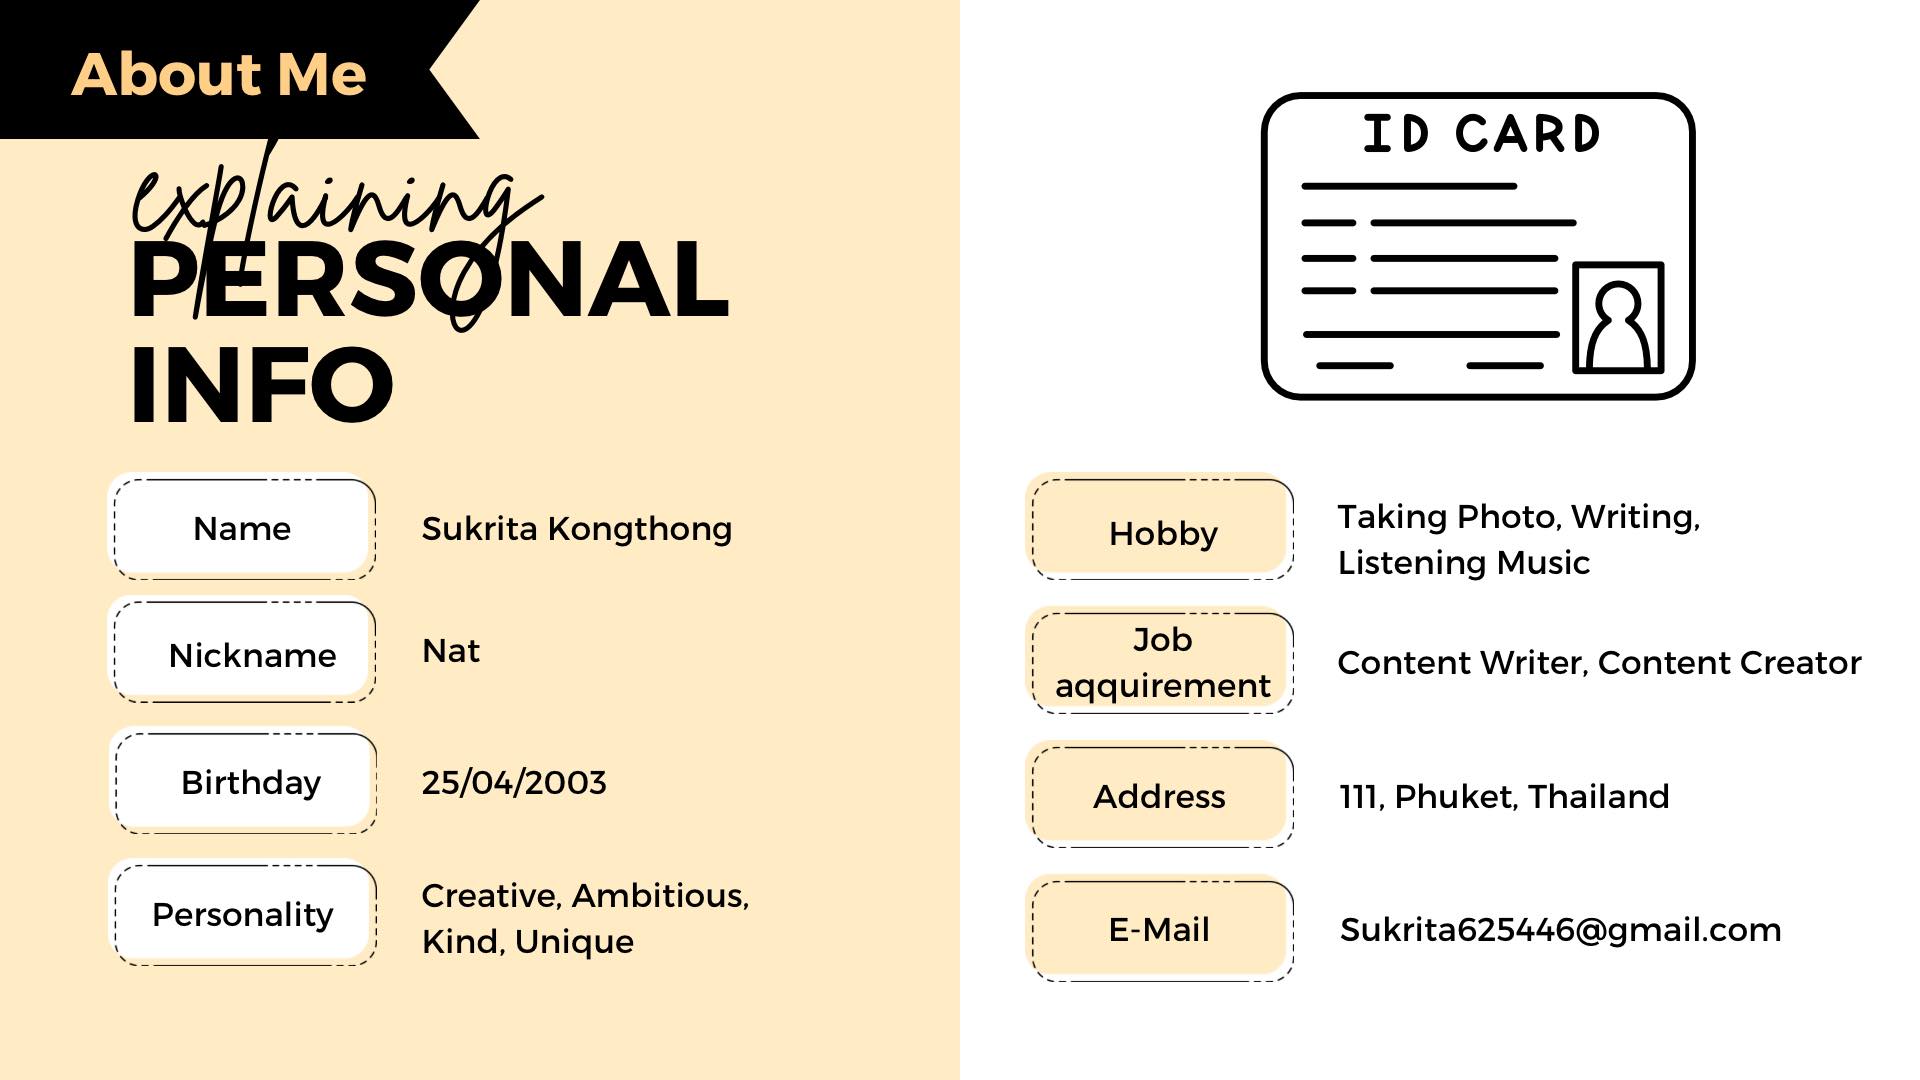 About Me
explaining
PERSONAL
INFO
Name
Sukrita Kongthong
Nickname
Nat
Birthday
25/04/2003
Personality
Creative, Ambitious,
Kind, Unique
ID CARD
Hobby
Taking Photo, Writing,
Listening Music
Job
aqquirement
Content Writer, Content Creator
Address
111, Phuket, Thailand
E-Mail
Sukrita625446@gmail.com